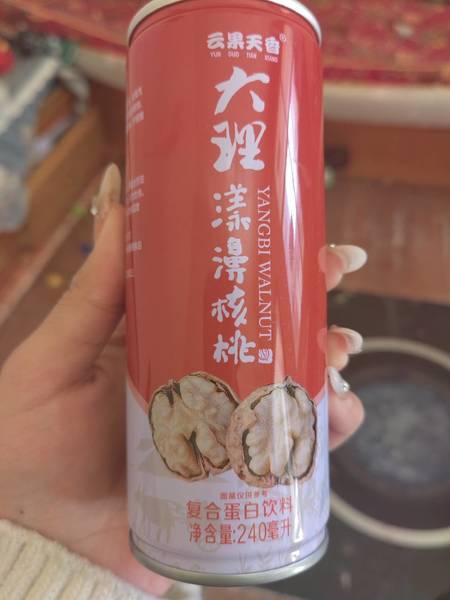 云果天香®
YUN GUO TIAN XIANG
大理
漾濞核桃
YANGBI WALNUT
图案仅供参考
复合蛋白饮料
净含量:240毫升